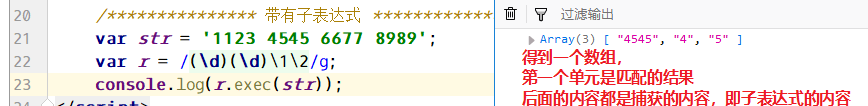 20 /*************** 带有子表达式 ************
21 var str = '1123 4545 6677 8989';
22 var r = /(\d)(\d)\1\2/g;
23 console.log(r.exec(str));
过滤输出
Array(3) [ "4545", "4", "5" ]
得到一个数组，
第一个单元是匹配的结果
后面的内容都是捕获的内容，即子表达式的内容